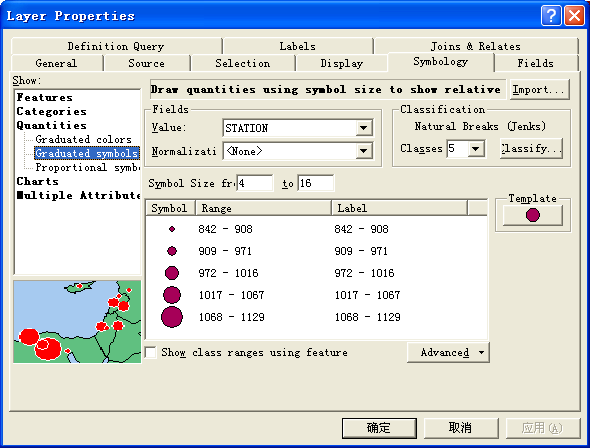 Layer Properties
Definition Query Labels Joins & Relates
General Source Selection Display Symbology Fields
Show:
Features
Categories
Quantities
Graduated colors
Graduated symbols
Proportional symb
Charts
Multiple Attribute
Draw quantities using symbol size to show relative
Import...
Fields
Value: STATION
Normalizati <None>
Classification
Natural Breaks (Jenks)
Classes 5 Classify...
Symbol Size fr 4 to 16
Symbol Range Label
842 - 908 842 - 908
909 - 971 909 - 971
972 - 1016 972 - 1016
1017 - 1067 1017 - 1067
1068 - 1129 1068 - 1129
Template
Show class ranges using feature
Advanced
确定 取消 应用(A)